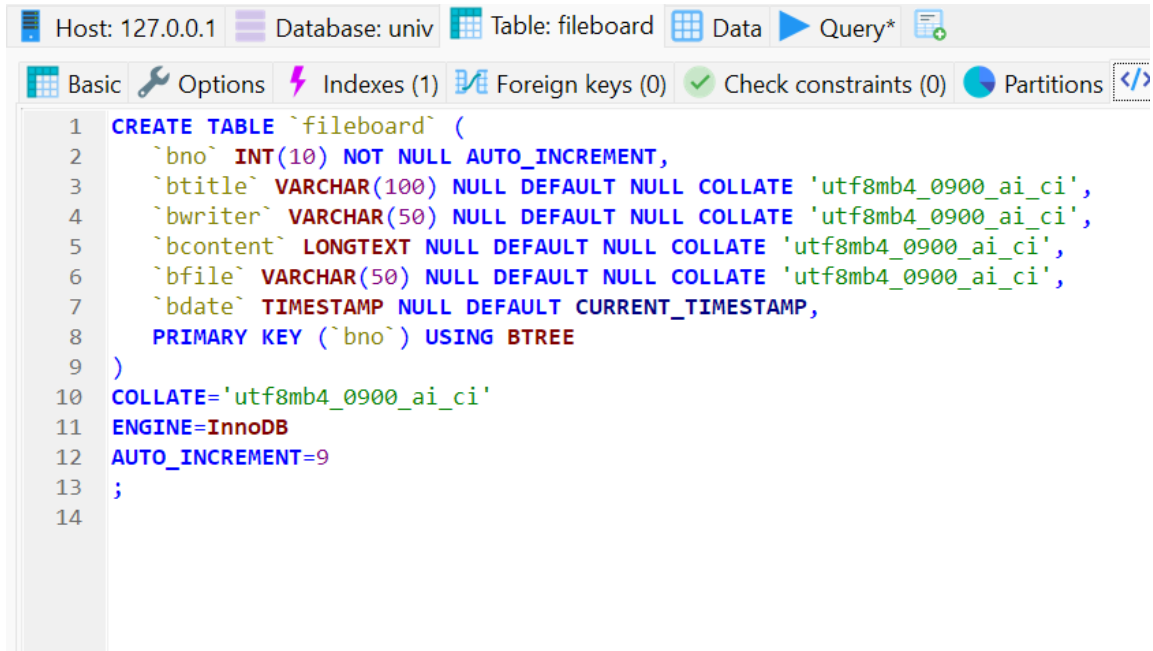 Host: 127.0.0.1 Database: univ Table: fileboard Data Query*
Basic Options Indexes (1) Foreign keys (0) Check constraints (0) Partitions </>
1 CREATE TABLE `fileboard` (
2 `bno` INT(10) NOT NULL AUTO_INCREMENT,
3 `btitle` VARCHAR(100) NULL DEFAULT NULL COLLATE 'utf8mb4_0900_ai_ci',
4 `bwriter` VARCHAR(50) NULL DEFAULT NULL COLLATE 'utf8mb4_0900_ai_ci',
5 `bcontent` LONGTEXT NULL DEFAULT NULL COLLATE 'utf8mb4_0900_ai_ci',
6 `bfile` VARCHAR(50) NULL DEFAULT NULL COLLATE 'utf8mb4_0900_ai_ci',
7 `bdate` TIMESTAMP NULL DEFAULT CURRENT_TIMESTAMP,
8 PRIMARY KEY (`bno`) USING BTREE
9 )
10 COLLATE='utf8mb4_0900_ai_ci'
11 ENGINE=InnoDB
12 AUTO_INCREMENT=9
13 ;
14